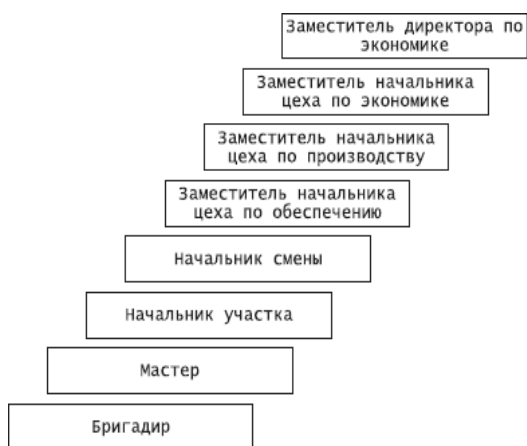 Заместитель директора по
экономике
Заместитель начальника
цеха по экономике
Заместитель начальника
цеха по производству
Заместитель начальника
цеха по обеспечению
Начальник смены
Начальник участка
Мастер
Бригадир